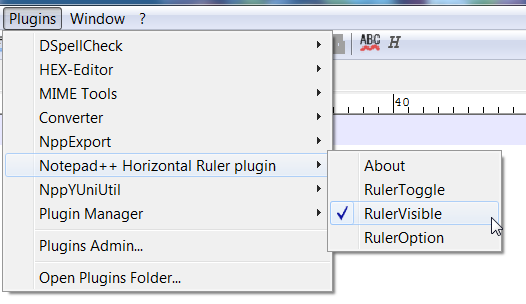 Plugins Window ?
ABC H
DSpellCheck
HEX-Editor
MIME Tools
40
Converter
NppExport
Notepad++ Horizontal Ruler plugin
About
NppYUniUtil
RulerToggle
Plugin Manager
RulerVisible
Plugins Admin...
RulerOption
Open Plugins Folder...